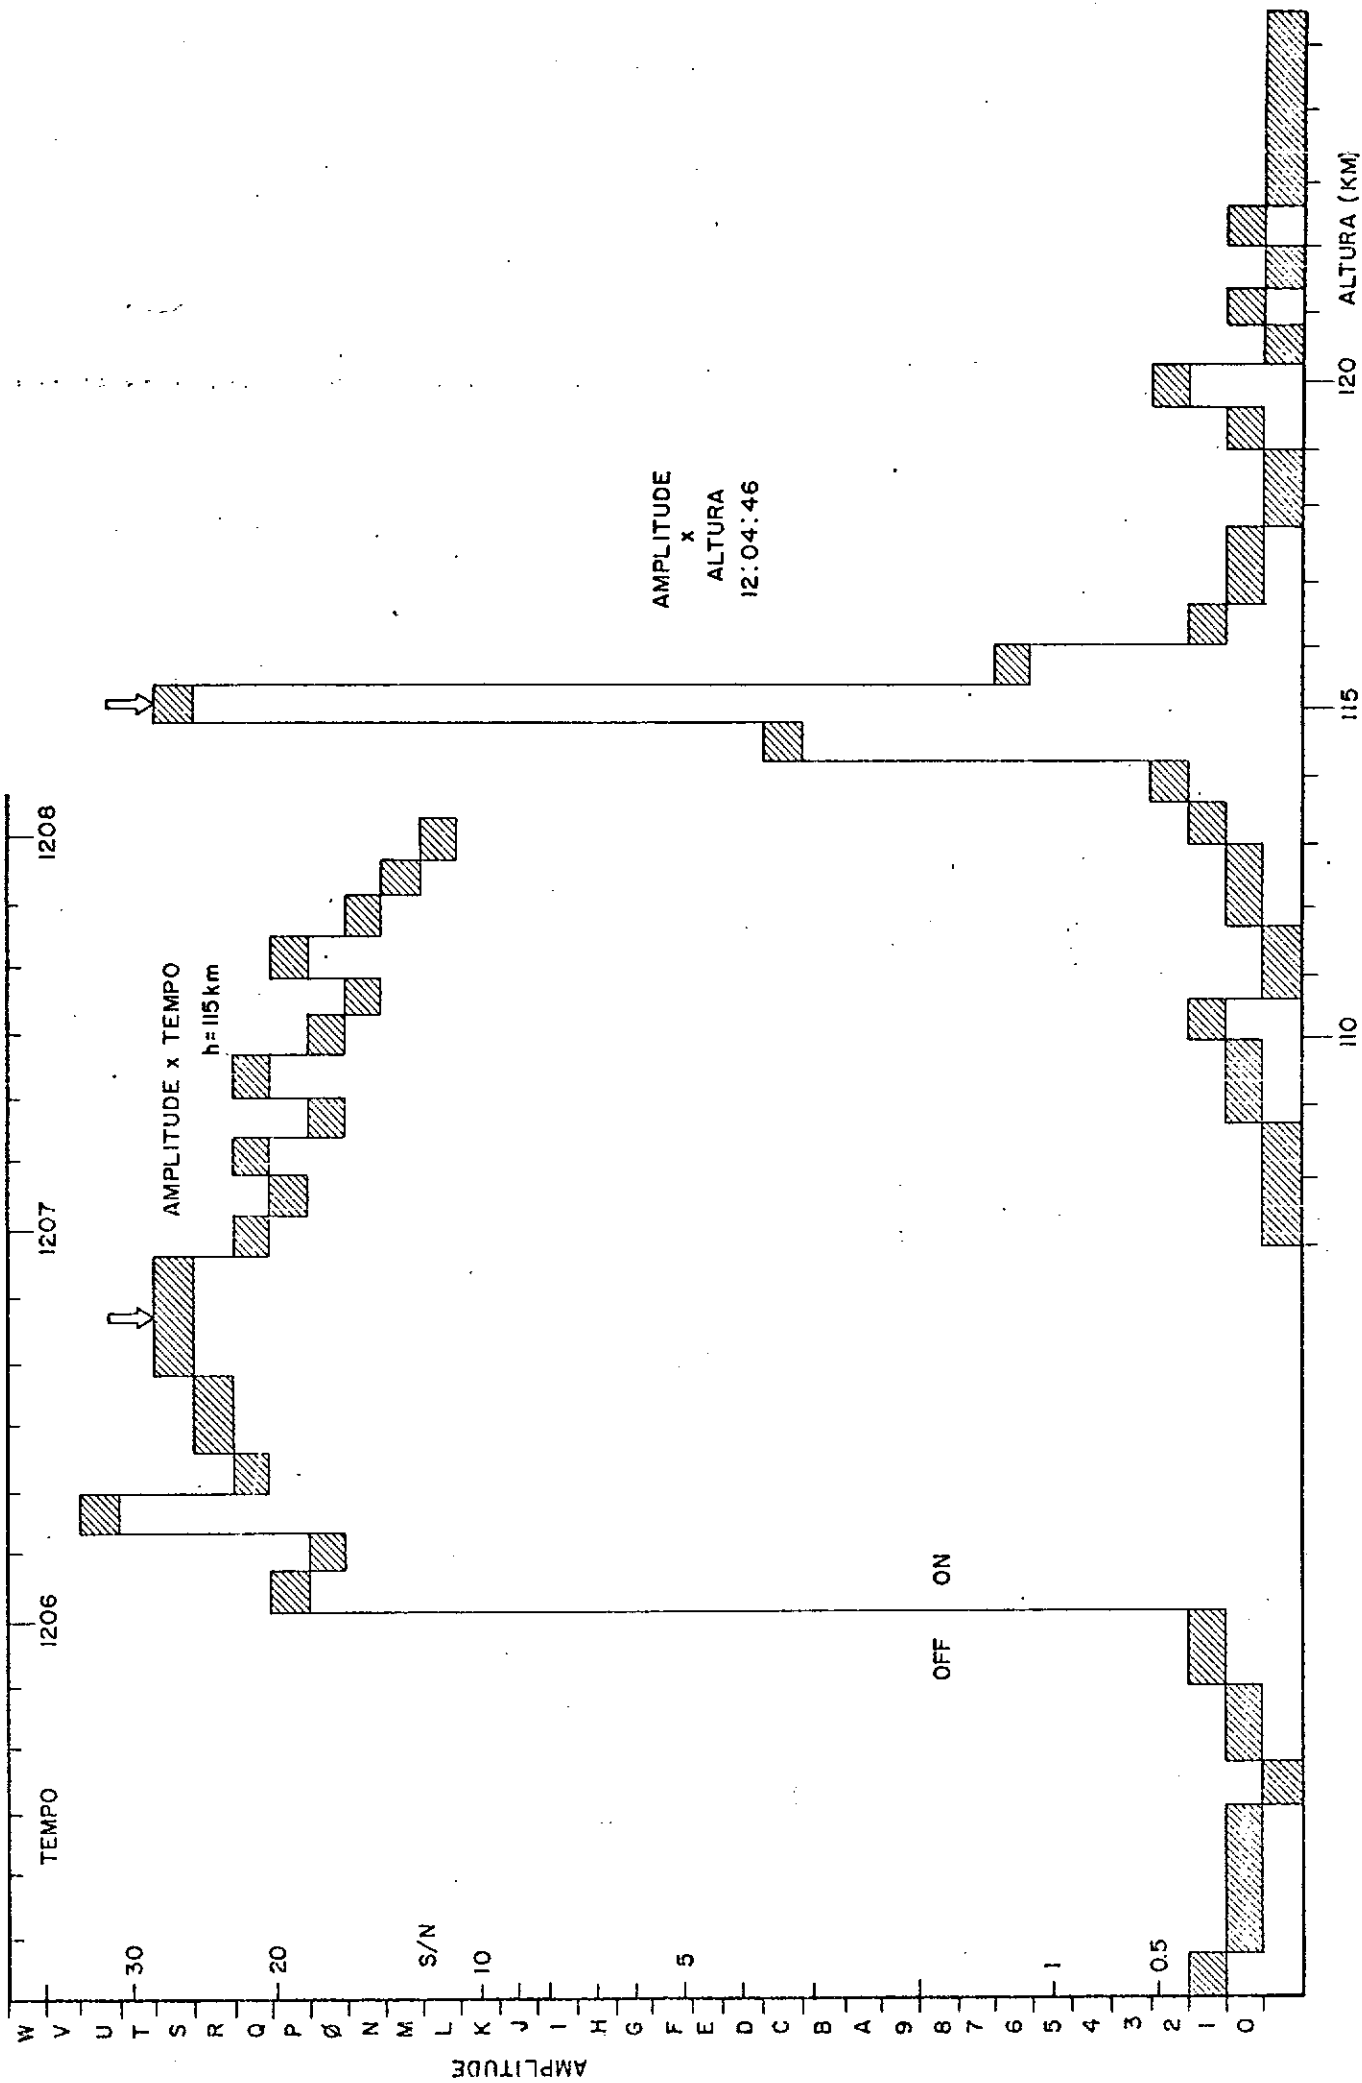 TEMPO
1206
1207
1208
AMPLITUDE x TEMPO
h=115km
AMPLITUDE
x
ALTURA
12:04:46
OFF
ON
AMPLITUDE
W
V
U
T
S
R
Q
P
Ø
N
M
L
K
J
I
H
G
F
E
D
C
B
A
9
8
7
6
5
4
3
2
1
0
30
20
S/N
10
5
1
0.5
110
115
120
ALTURA (KM)